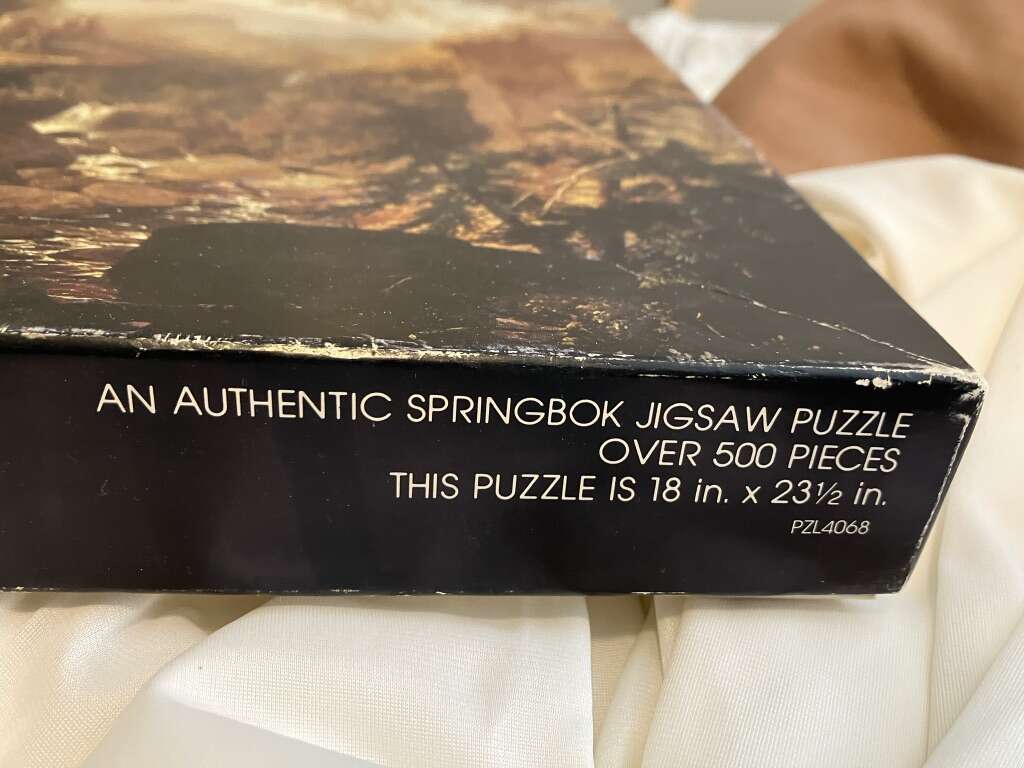 AN AUTHENTIC SPRINGBOK JIGSAW PUZZLE
OVER 500 PIECES
THIS PUZZLE IS 18 in. x 23½ in.
PZL4068